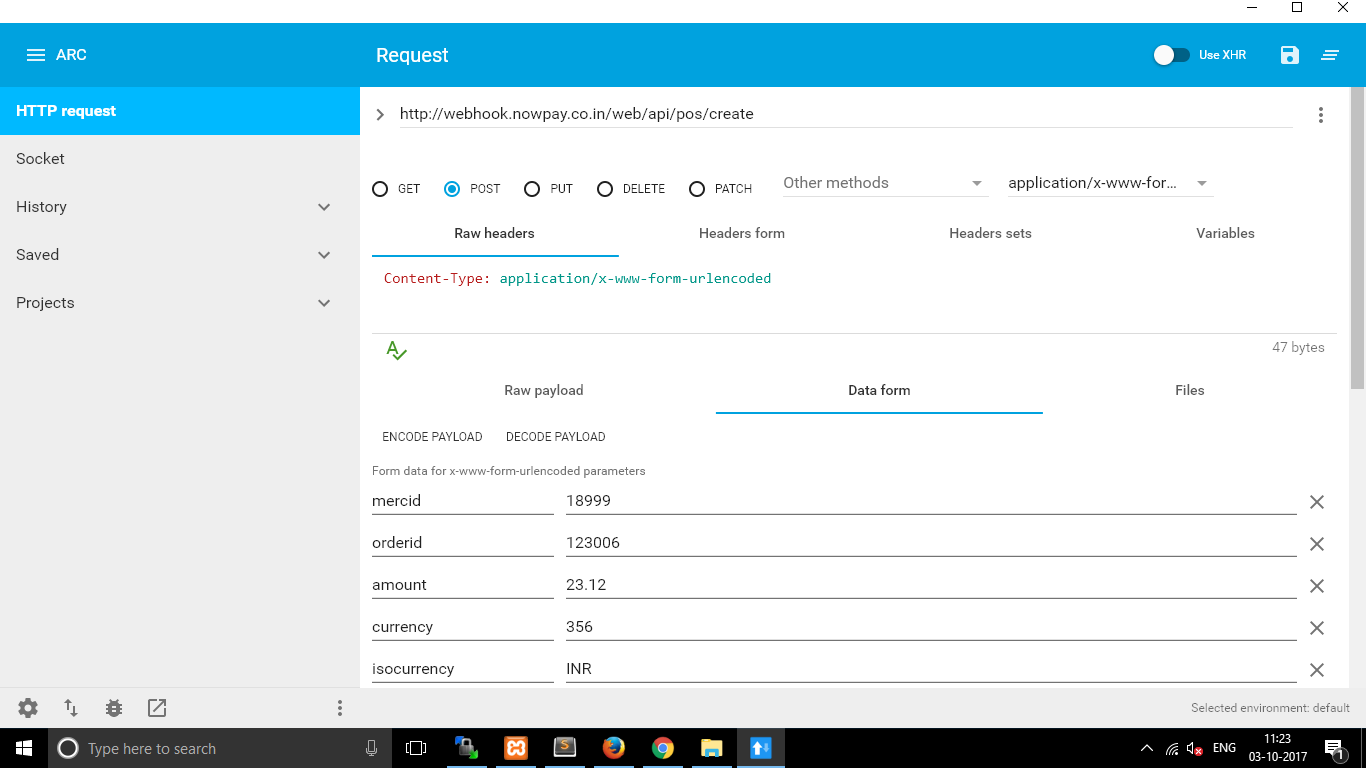 ARC
Request
Use XHR
HTTP request
Socket
History
Saved
Projects
http://webhook.nowpay.co.in/web/api/pos/create
GET POST PUT DELETE PATCH Other methods application/x-www-for...
Raw headers Headers form Headers sets Variables
Content-Type: application/x-www-form-urlencoded
47 bytes
Raw payload Data form Files
ENCODE PAYLOAD DECODE PAYLOAD
Form data for x-www-form-urlencoded parameters
mercid 18999
orderid 123006
amount 23.12
currency 356
isocurrency INR
Selected environment: default
Type here to search
ENG
11:23
03-10-2017
1